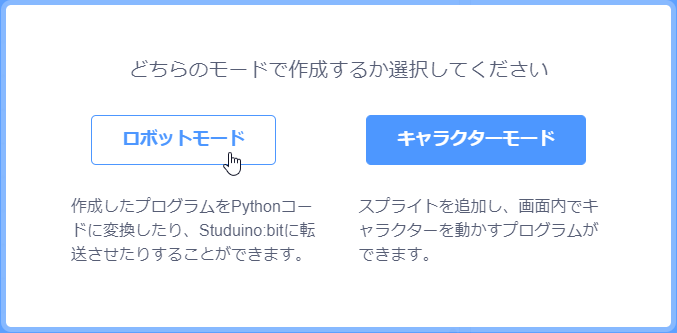 どちらのモードで作成するか選択してください
ロボットモード
キャラクターモード
作成したプログラムをPythonコー
ドに変換したり、Studuino:bitに転
送させたりすることができます。
スプライトを追加し、画面内でキ
ャラクターを動かすプログラムが
できます。